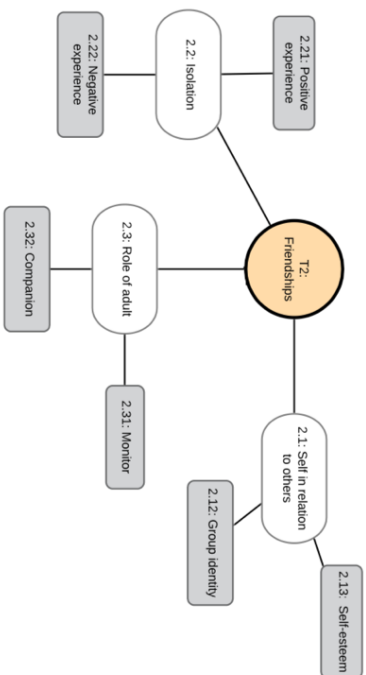 T2:
Friendships
2.1: Self in relation
to others
2.13: Self-esteem
2.12: Group identity
2.2: Isolation
2.21: Positive
experience
2.22: Negative
experience
2.3: Role of adult
2.31: Monitor
2.32: Companion